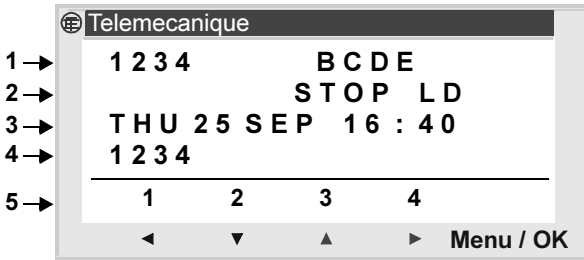 Telemecanique
1 1234 BCDE
2 STOP LD
3 THU 25 SEP 16:40
4 1234
5 1 2 3 4
Menu / OK